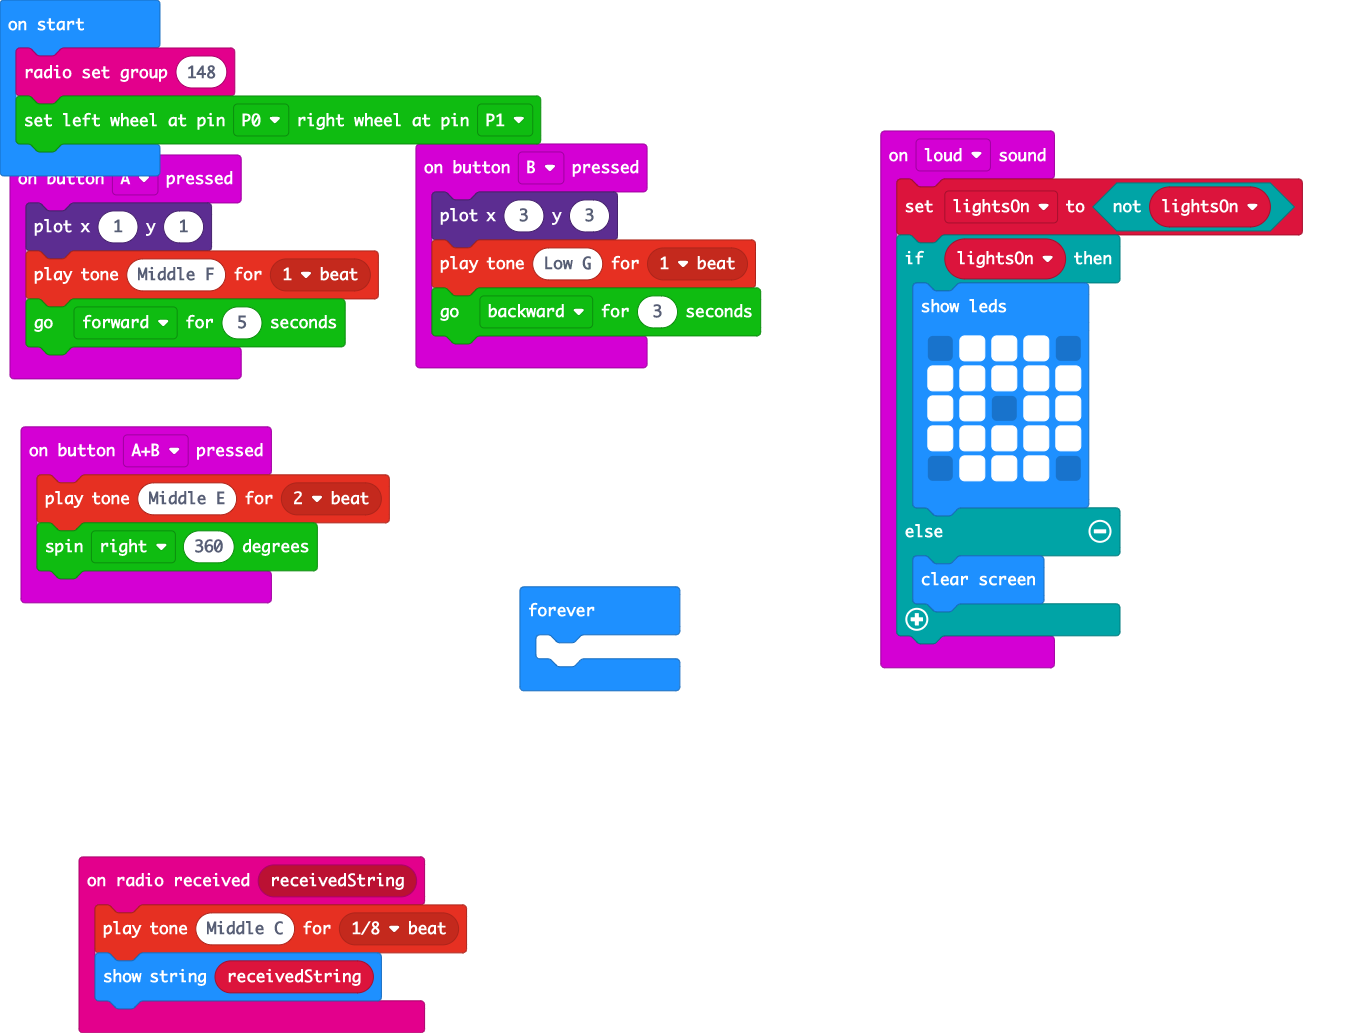 on start
radio set group 148
set left wheel at pin P0 right wheel at pin P1
on button A pressed
plot x 1 y 1
play tone Middle F for 1 beat
go forward for 5 seconds
on button B pressed
plot x 3 y 3
play tone Low G for 1 beat
go backward for 3 seconds
on loud sound
set lightsOn to not lightsOn
if lightsOn then
show leds
else
clear screen
on button A+B pressed
play tone Middle E for 2 beat
spin right 360 degrees
forever
on radio received receivedString
play tone Middle C for 1/8 beat
show string receivedString